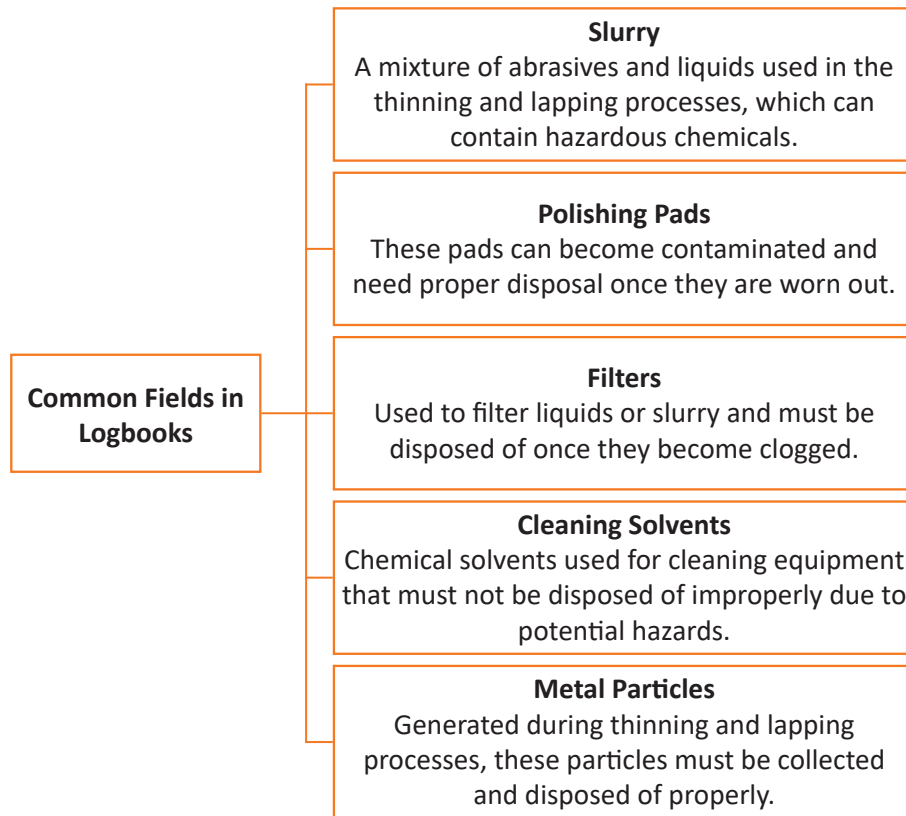 Slurry
A mixture of abrasives and liquids used in the
thinning and lapping processes, which can
contain hazardous chemicals.
Polishing Pads
These pads can become contaminated and
need proper disposal once they are worn out.
Common Fields in
Logbooks
Filters
Used to filter liquids or slurry and must be
disposed of once they become clogged.
Cleaning Solvents
Chemical solvents used for cleaning equipment
that must not be disposed of improperly due to
potential hazards.
Metal Particles
Generated during thinning and lapping
processes, these particles must be collected
and disposed of properly.